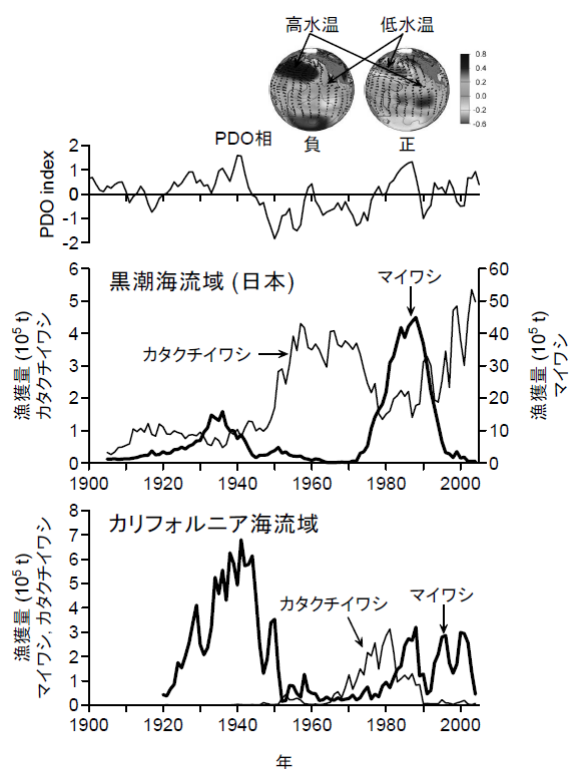 高水温 低水温
0.8
0.4
0.2
0.0
-0.2
-0.4
-0.6
PDO相 負 正
PDO index
2
1
0
-1
-2
1900 1920 1940 1960 1980 2000
黒潮海流域 (日本)
マイワシ
カタクチイワシ
漁獲量 (10⁵ t)
カタクチイワシ
6
5
4
3
2
1
0
60
50
40
30
20
10
0
漁獲量 (10⁵ t)
マイワシ
1900 1920 1940 1960 1980 2000
カリフォルニア海流域
カタクチイワシ
マイワシ
漁獲量 (10⁵ t)
マイワシ, カタクチイワシ
8
7
6
5
4
3
2
1
0
1900 1920 1940 1960 1980 2000
年